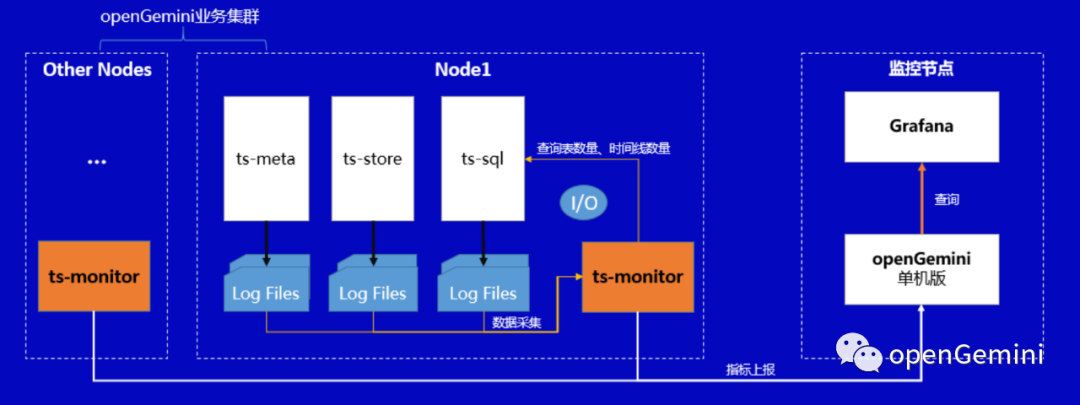 openGemini业务集群
Other Nodes
...
ts-monitor
Node1
ts-meta
ts-store
ts-sql
查询表数量、时间线数量
I/O
Log Files
Log Files
Log Files
数据采集
ts-monitor
监控节点
Grafana
查询
openGemini
单机版
指标上报
openGemini